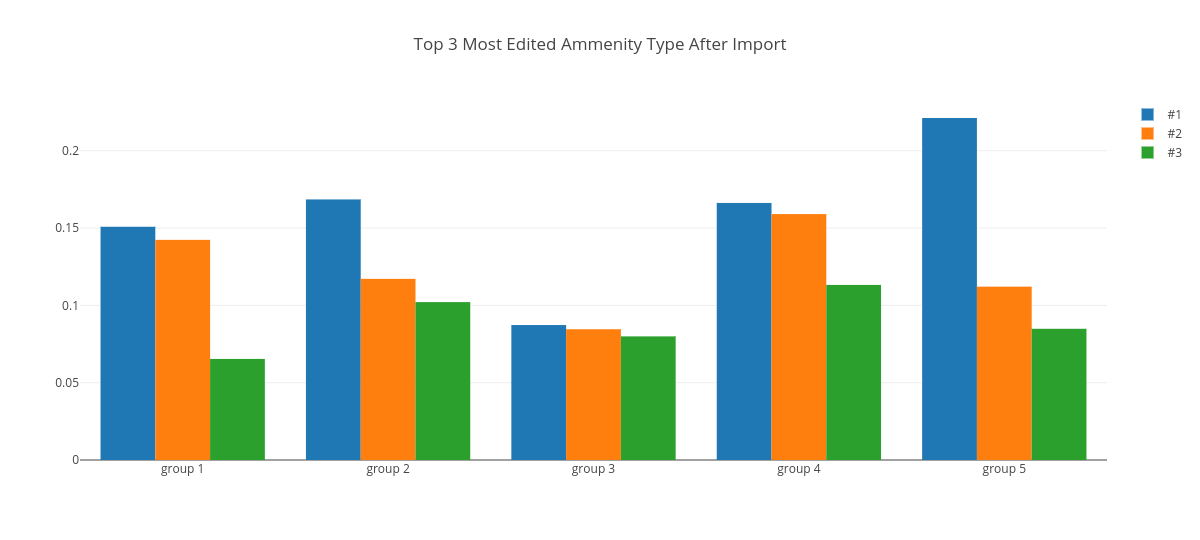 Top 3 Most Edited Ammenity Type After Import
#1
#2
#3
0.2
0.15
0.1
0.05
0
group 1
group 2
group 3
group 4
group 5